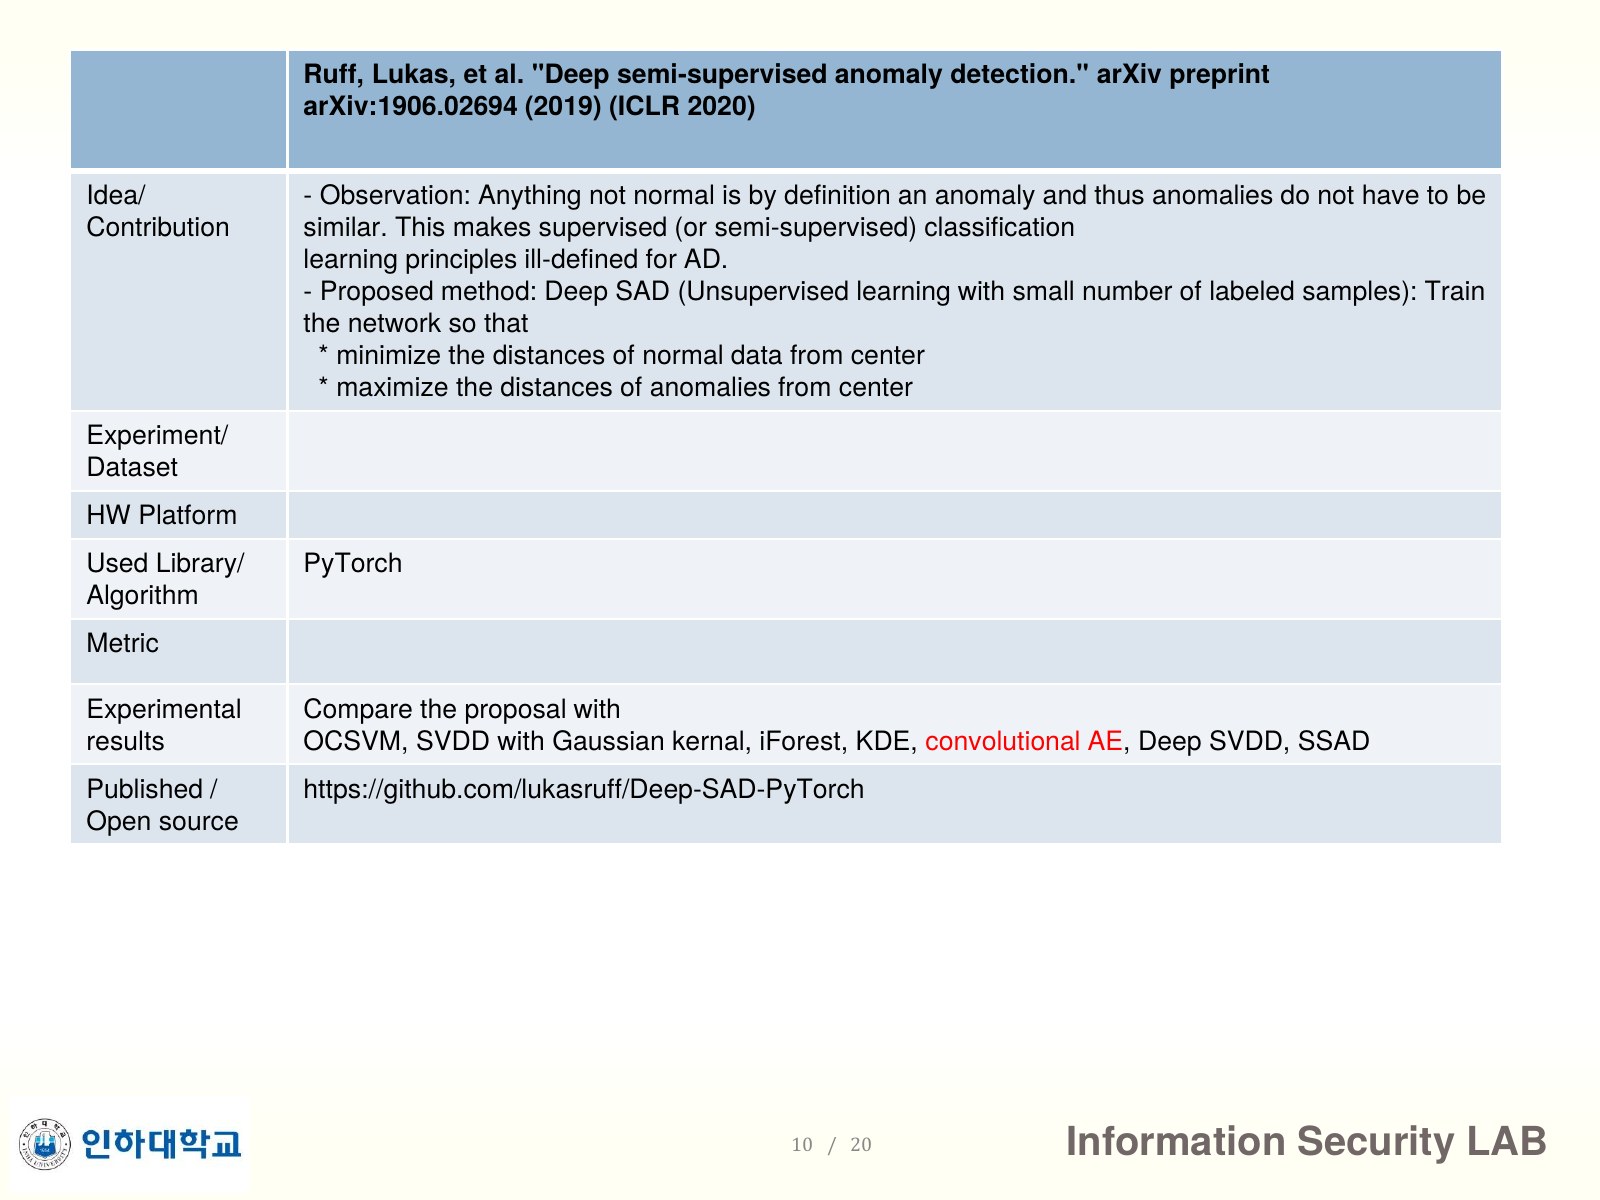 Ruff, Lukas, et al. "Deep semi-supervised anomaly detection." arXiv preprint
arXiv:1906.02694 (2019) (ICLR 2020)
Idea/
Contribution
- Observation: Anything not normal is by definition an anomaly and thus anomalies do not have to be
similar. This makes supervised (or semi-supervised) classification
learning principles ill-defined for AD.
- Proposed method: Deep SAD (Unsupervised learning with small number of labeled samples): Train
the network so that
* minimize the distances of normal data from center
* maximize the distances of anomalies from center
Experiment/
Dataset
HW Platform
Used Library/
Algorithm
PyTorch
Metric
Experimental
results
Compare the proposal with
OCSVM, SVDD with Gaussian kernal, iForest, KDE, convolutional AE, Deep SVDD, SSAD
Published /
Open source
https://github.com/lukasruff/Deep-SAD-PyTorch
인하대학교
10 / 20
Information Security LAB